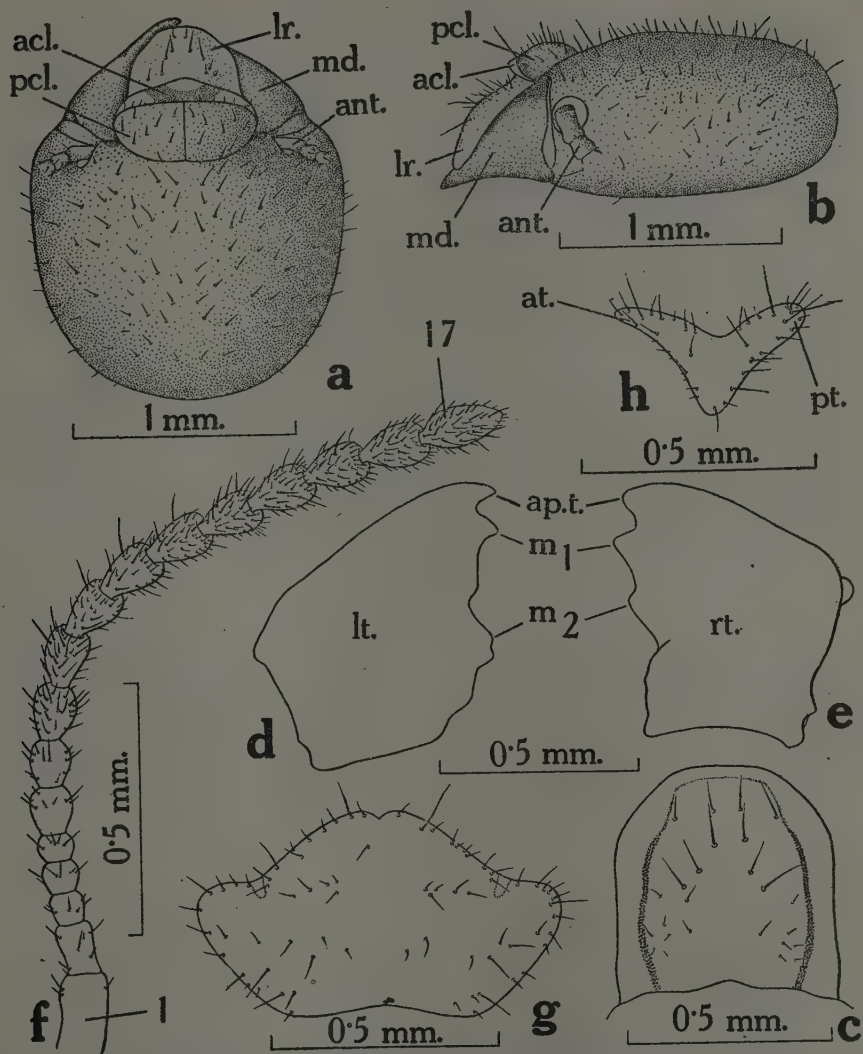 acl.
pcl.
lr.
md.
ant.
a
1 mm.
pcl.
acl.
lr.
md.
ant.
b
1 mm.
17
at.
h
pt.
0·5 mm.
ap.t.
m1
m2
lt.
rt.
d
e
0·5 mm.
0·5 mm.
f
1
g
0·5 mm.
c
0·5 mm.